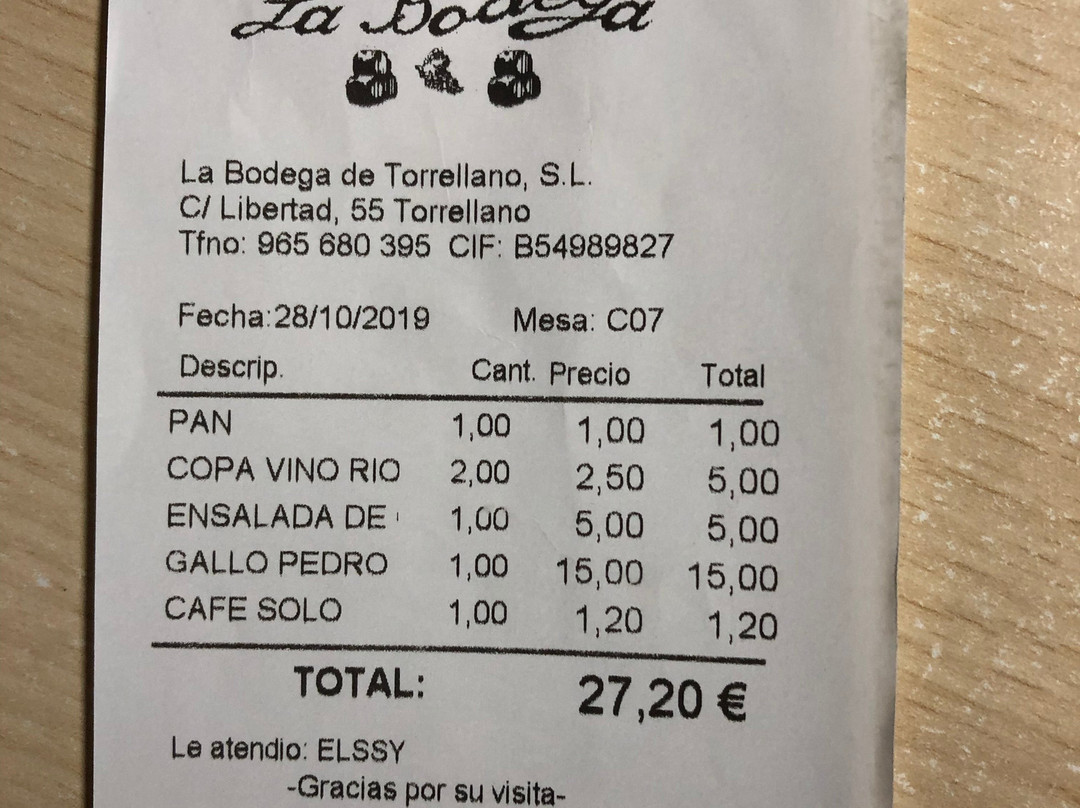 La Bodega
La Bodega de Torrellano, S.L.
C/ Libertad, 55 Torrellano
Tfno: 965 680 395 CIF: B54989827
Fecha:28/10/2019 Mesa: C07
Descrip. Cant. Precio Total
PAN 1,00 1,00 1,00
COPA VINO RIO 2,00 2,50 5,00
ENSALADA DE 1,00 5,00 5,00
GALLO PEDRO 1,00 15,00 15,00
CAFE SOLO 1,00 1,20 1,20
TOTAL: 27,20 €
Le atendio: ELSSY
-Gracias por su visita-